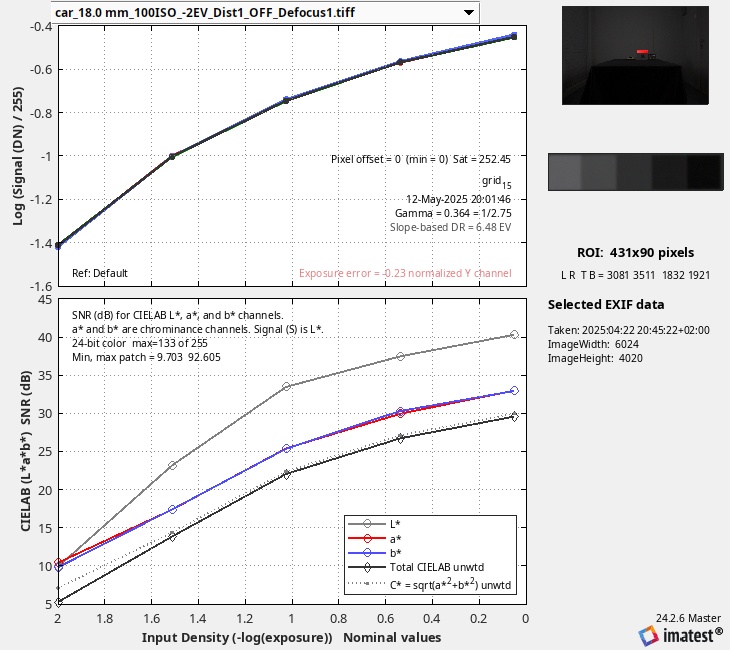 car_18.0 mm_100ISO_-2EV_Dist1_OFF_Defocus1.tiff
-0.4
-0.6
-0.8
-1
-1.2
-1.4
-1.6
Log (Signal (DN) / 255)
Pixel offset = 0 (min = 0) Sat = 252.45
grid15
12-May-2025 20:01:46
Gamma = 0.364 = 1/2.75
Slope-based DR = 6.48 EV
Ref: Default
Exposure error = -0.23 normalized Y channel
45
40
35
30
25
20
15
10
5
CIELAB (L*a*b*) SNR (dB)
SNR (dB) for CIELAB L*, a*, and b* channels.
a* and b* are chrominance channels. Signal (S) is L*.
24-bit color max=133 of 255
Min, max patch = 9.703 92.605
L*
a*
b*
Total CIELAB unwtd
C* = sqrt(a*2+b*2) unwtd
2 1.8 1.6 1.4 1.2 1 0.8 0.6 0.4 0.2 0
Input Density (-log(exposure)) Nominal values
ROI: 431x90 pixels
L R T B = 3081 3511 1832 1921
Selected EXIF data
Taken: 2025:04:22 20:45:22+02:00
ImageWidth: 6024
ImageHeight: 4020
24.2.6 Master
imatest®